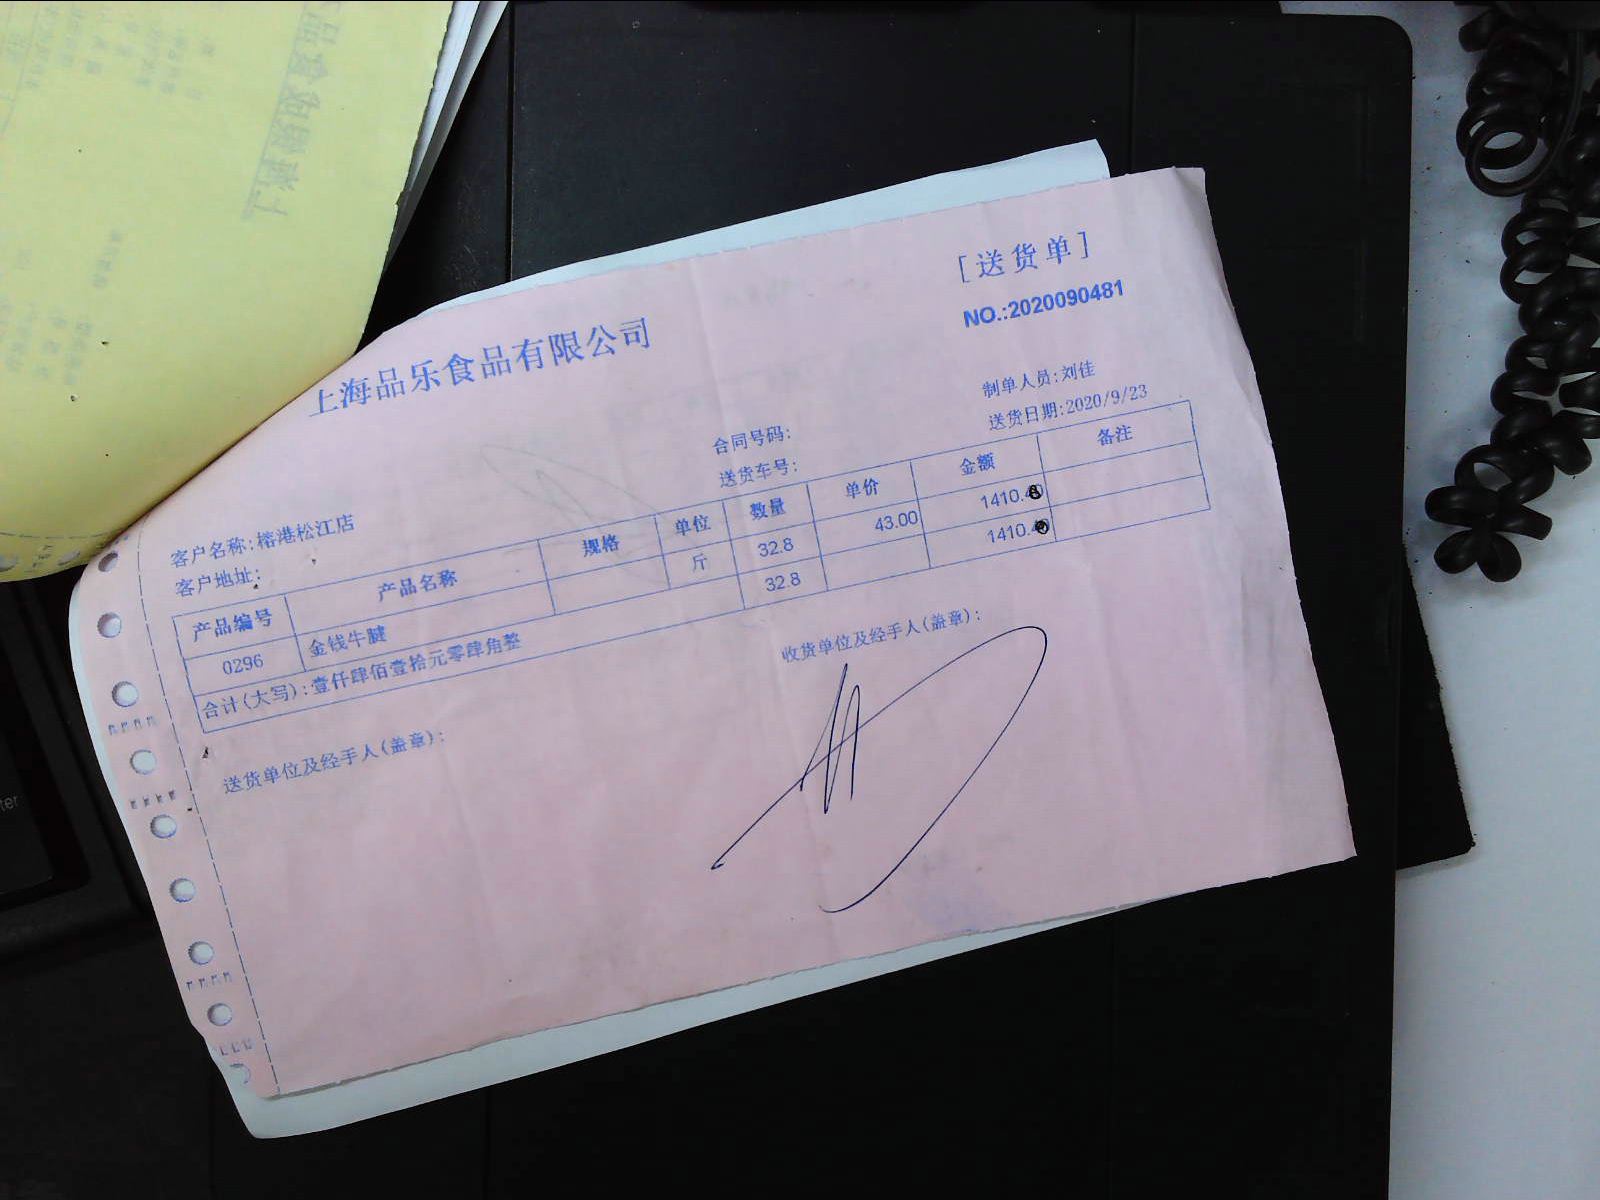 [送货单]
NO.:2020090481
上海品乐食品有限公司
制单人员:刘佳
合同号码:
送货日期:2020/9/23
送货车号:
客户名称:榕港松江店
客户地址:
产品编号 产品名称 规格 单位 数量 单价 金额 备注
0296 金钱牛腱 斤 32.8 43.00 1410.
合计(大写):壹仟肆佰壹拾元零肆角整 32.8 1410.
送货单位及经手人(盖章):
收货单位及经手人(盖章):